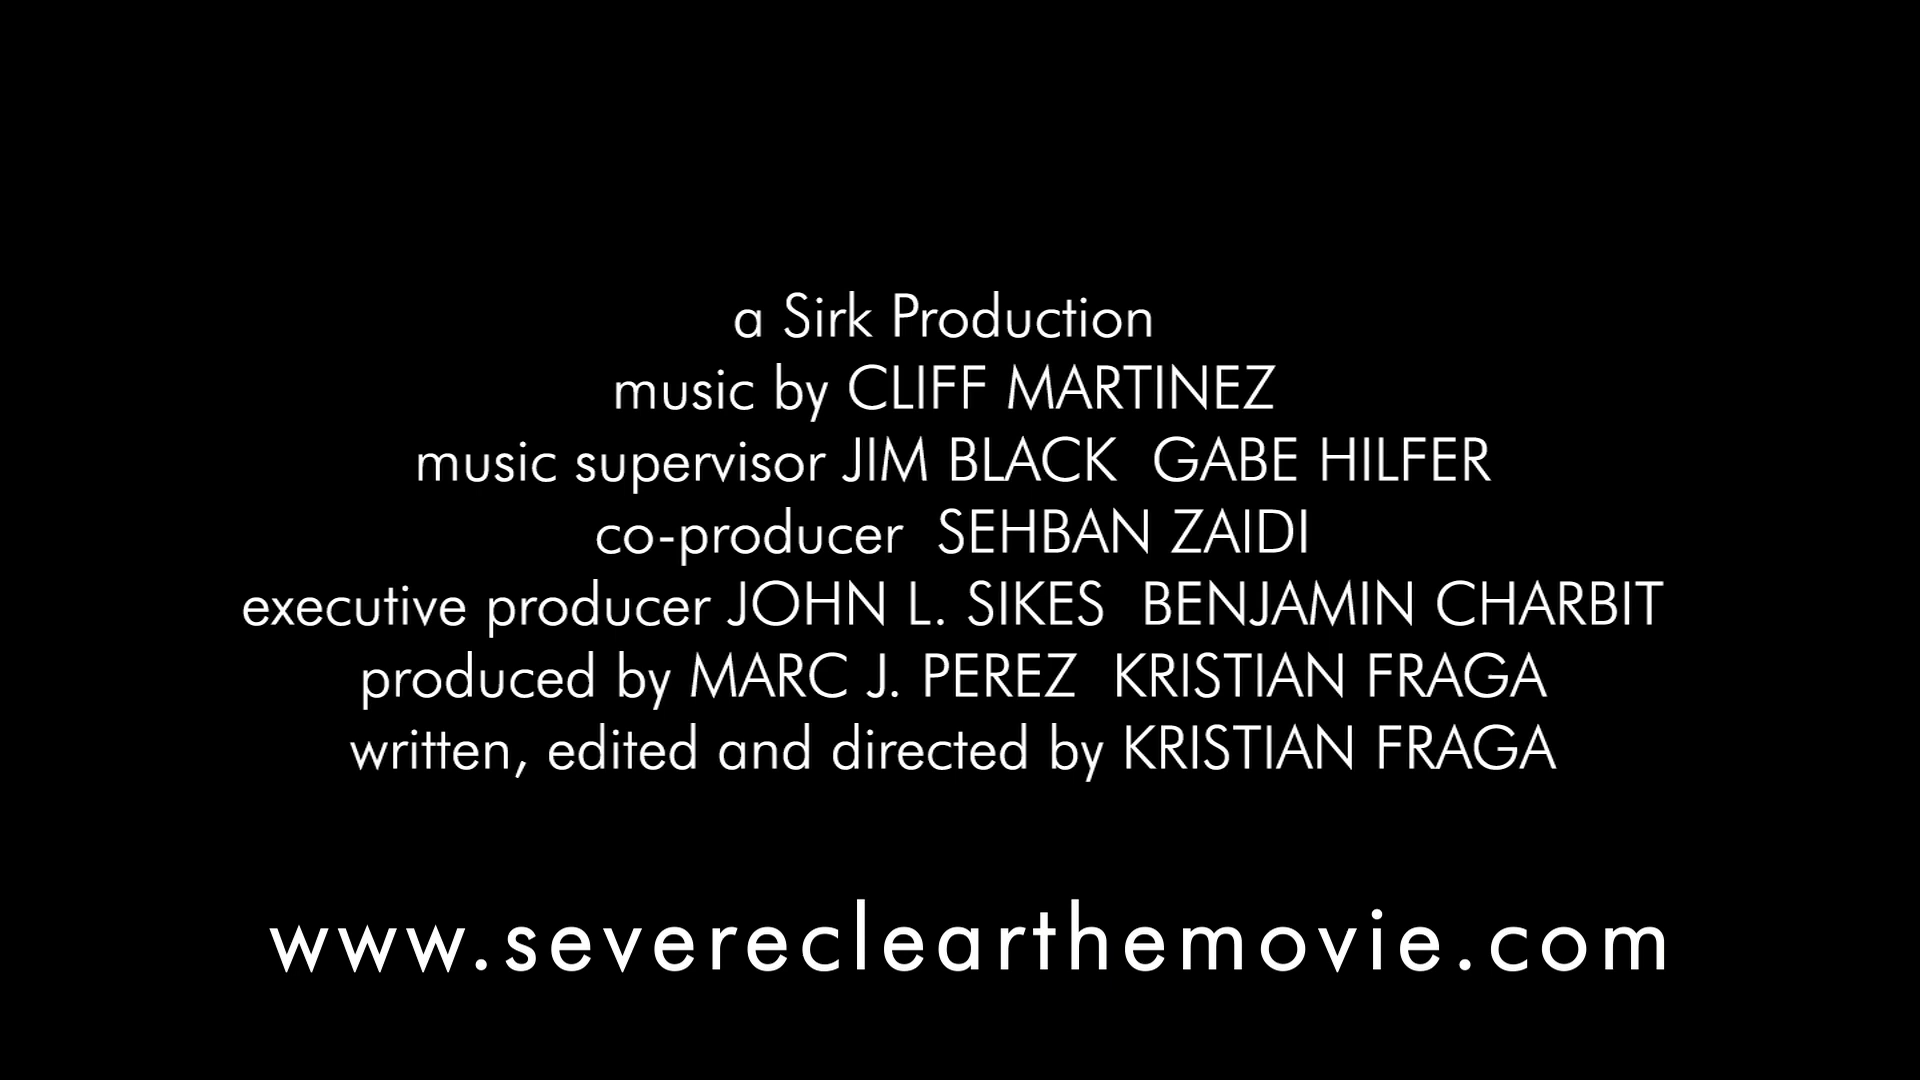 a Sirk Production
music by CLIFF MARTINEZ
music supervisor JIM BLACK  GABE HILFER
co-producer  SEHBAN ZAIDI
executive producer JOHN L. SIKES  BENJAMIN CHARBIT
produced by MARC J. PEREZ  KRISTIAN FRAGA
written, edited and directed by KRISTIAN FRAGA
www.severeclearthemovie.com